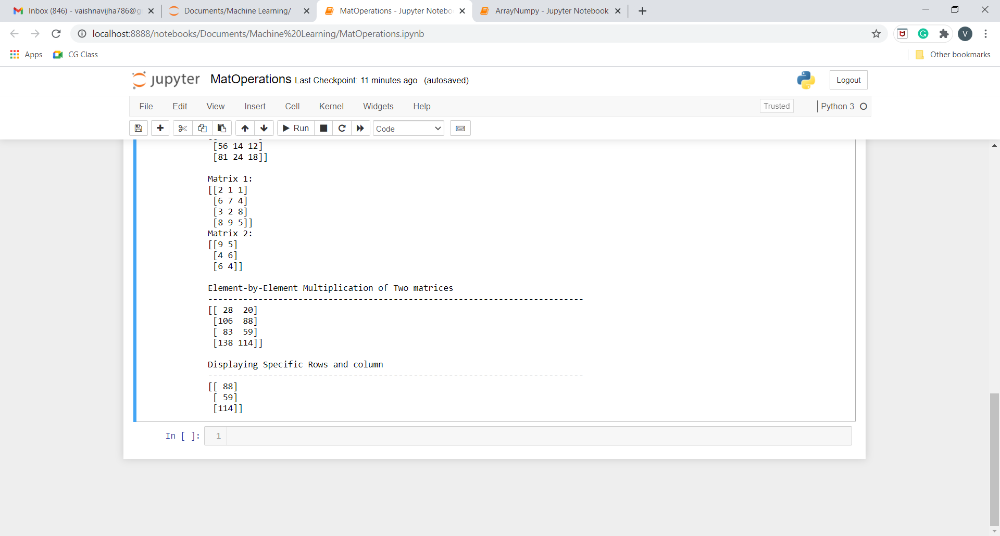 Inbox (846) - vaishnavijha786@g
Documents/Machine Learning/
MatOperations - Jupyter Notebo
ArrayNumpy - Jupyter Notebook
localhost:8888/notebooks/Documents/Machine%20Learning/MatOperations.ipynb
V
Apps
CG Class
Other bookmarks
jupyter MatOperations Last Checkpoint: 11 minutes ago (autosaved)
Logout
File Edit View Insert Cell Kernel Widgets Help
Trusted
Python 3
Run
Code
[56 14 12]
[81 24 18]]
Matrix 1:
[[2 1 1]
[6 7 4]
[3 2 8]
[8 9 5]]
Matrix 2:
[[9 5]
[4 6]
[6 4]]
Element-by-Element Multiplication of Two matrices
---------------------------------------------------------------------------
[[ 28  20]
[106  88]
[ 83  59]
[138 114]]
Displaying Specific Rows and column
---------------------------------------------------------------------------
[[ 88]
[ 59]
[114]]
In [ ]: 1